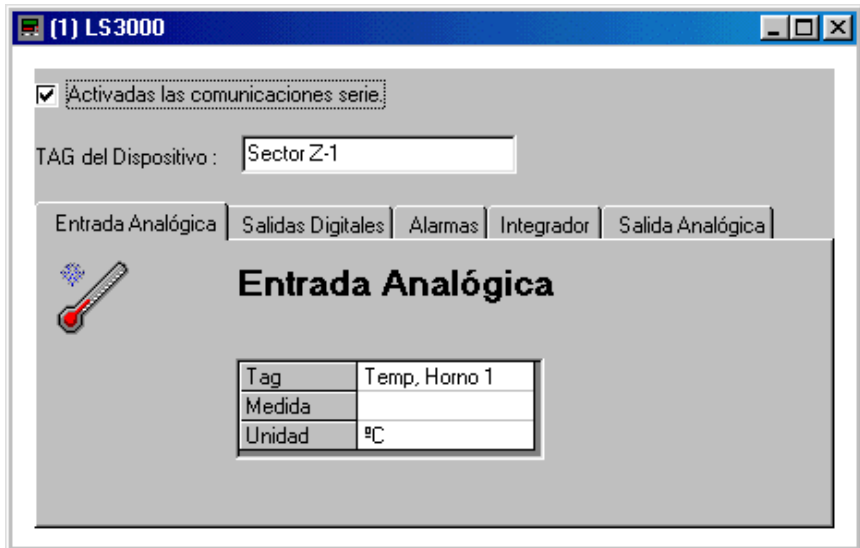 (1) LS3000
Activadas las comunicaciones serie.
TAG del Dispositivo :
Sector Z-1
Entrada Analógica
Salidas Digitales
Alarmas
Integrador
Salida Analógica
Entrada Analógica
Tag
Temp, Horno 1
Medida
Unidad
ºC